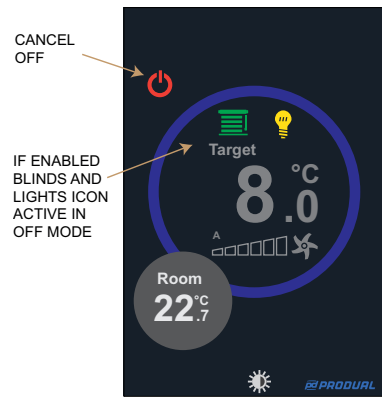 CANCEL
OFF
IF ENABLED
BLINDS AND
LIGHTS ICON
ACTIVE IN
OFF MODE
Target
8.0 °C
A
Room
22.7 °C
PRODUAL